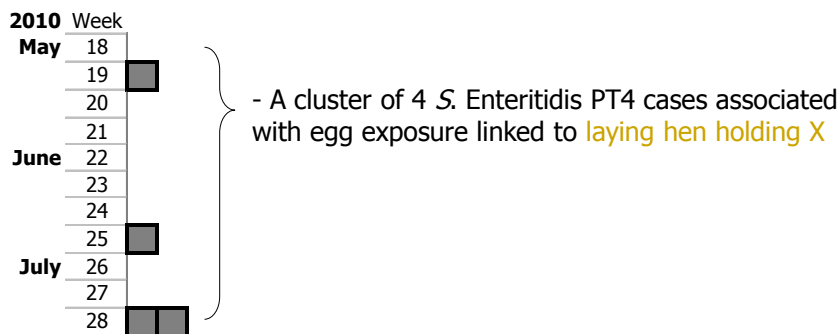 2010 Week
May 18
19
- A cluster of 4 S. Enteritidis PT4 cases associated
20
21
with egg exposure linked to laying hen holding X
June 22
23
24
25
July 26
27
28